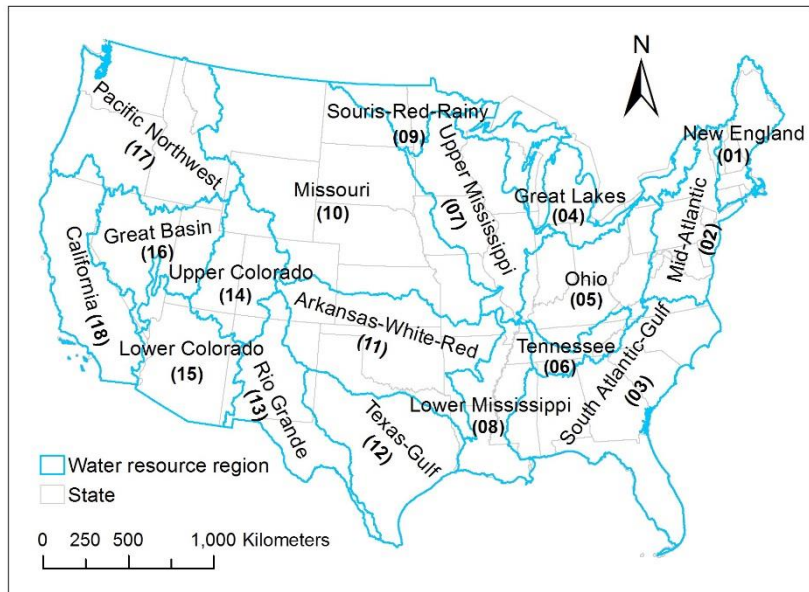 N
Pacific Northwest
(17)
Souris-Red-Rainy
(09)
Upper Mississippi
(07)
New England
(01)
Missouri
(10)
Great Lakes
(04)
Mid-Atlantic
(02)
Great Basin
(16)
California (18)
Upper Colorado
(14)
Ohio
(05)
Arkansas-White-Red
(11)
Lower Colorado
(15)
Tennessee
(06)
South Atlantic-Gulf
(03)
Rio Grande
(13)
Texas-Gulf
(12)
Lower Mississippi
(08)
Water resource region
State
0 250 500 1,000 Kilometers